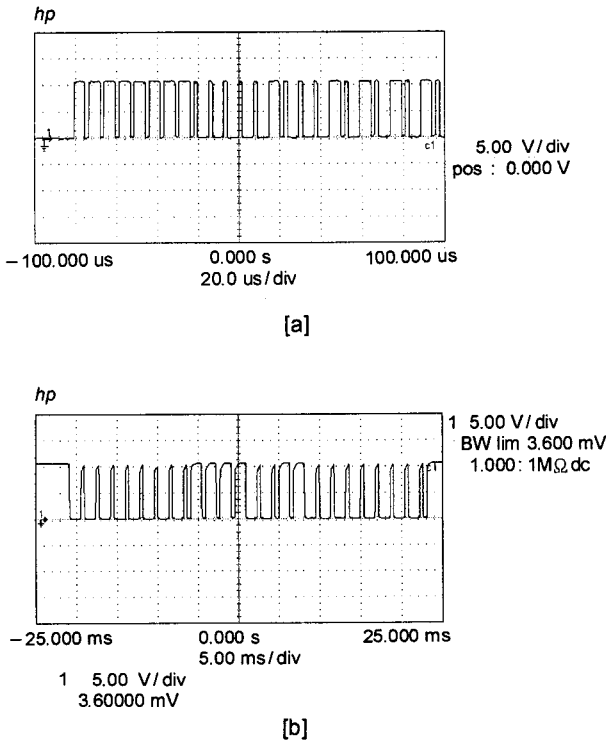 hp
1
c1
5.00 V/div
pos : 0.000 V
−100.000 us 0.000 s 100.000 us
20.0 us/div
[a]
hp
1 5.00 V/div
BW lim 3.600 mV
1.000 : 1MΩ dc
1
−25.000 ms 0.000 s 25.000 ms
5.00 ms/div
1 5.00 V/div
3.60000 mV
[b]